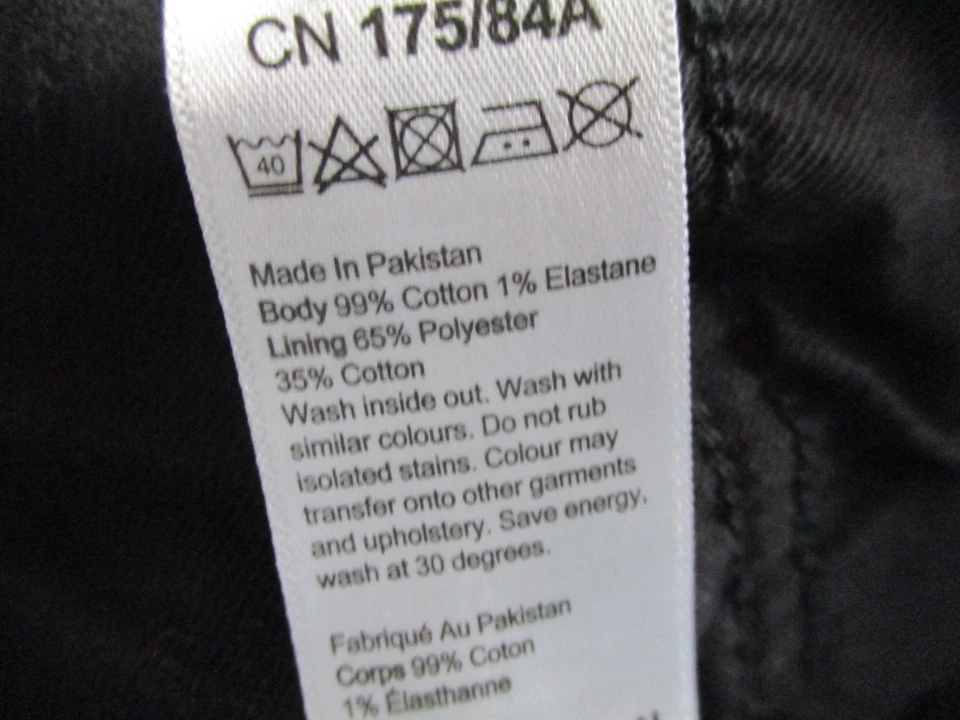 CN 175/84A
40
Made In Pakistan
Body 99% Cotton 1% Elastane
Lining 65% Polyester
35% Cotton
Wash inside out. Wash with
similar colours. Do not rub
isolated stains. Colour may
transfer onto other garments
and upholstery. Save energy,
wash at 30 degrees.
Fabriqué Au Pakistan
Corps 99% Coton
1% Élasthanne